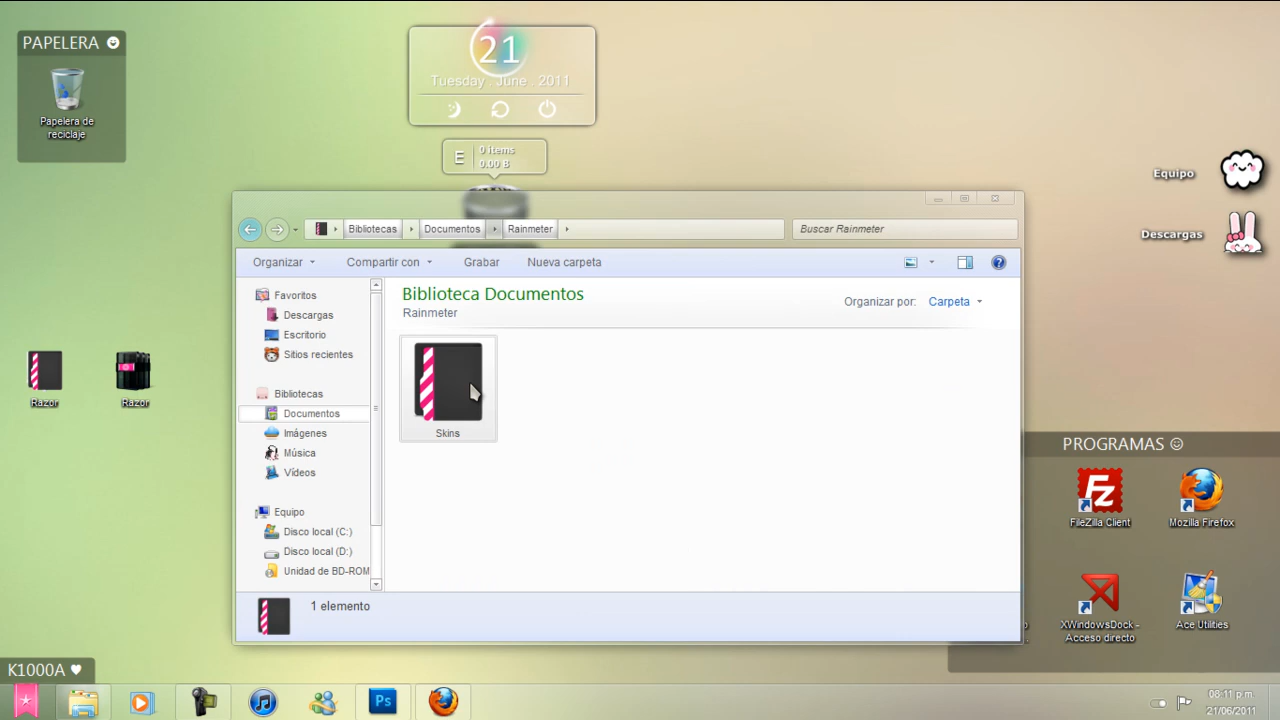 PAPELERA
Papelera de
reciclaje
21
Tuesday . June . 2011
E
0 items
0.00 B
Equipo
Descargas
Bibliotecas
Documentos
Rainmeter
Buscar Rainmeter
Organizar
Compartir con
Grabar
Nueva carpeta
Favoritos
Descargas
Escritorio
Sitios recientes
Bibliotecas
Documentos
Imágenes
Música
Vídeos
Equipo
Disco local (C:)
Disco local (D:)
Unidad de BD-ROM
Biblioteca Documentos
Rainmeter
Organizar por:
Carpeta
Skins
1 elemento
Razor
Razor
PROGRAMAS
Fz
FileZilla Client
Mozilla Firefox
XWindowsDock -
Acceso directo
Ace Utilities
K1000A ♥
Ps
08:11 p.m.
21/06/2011